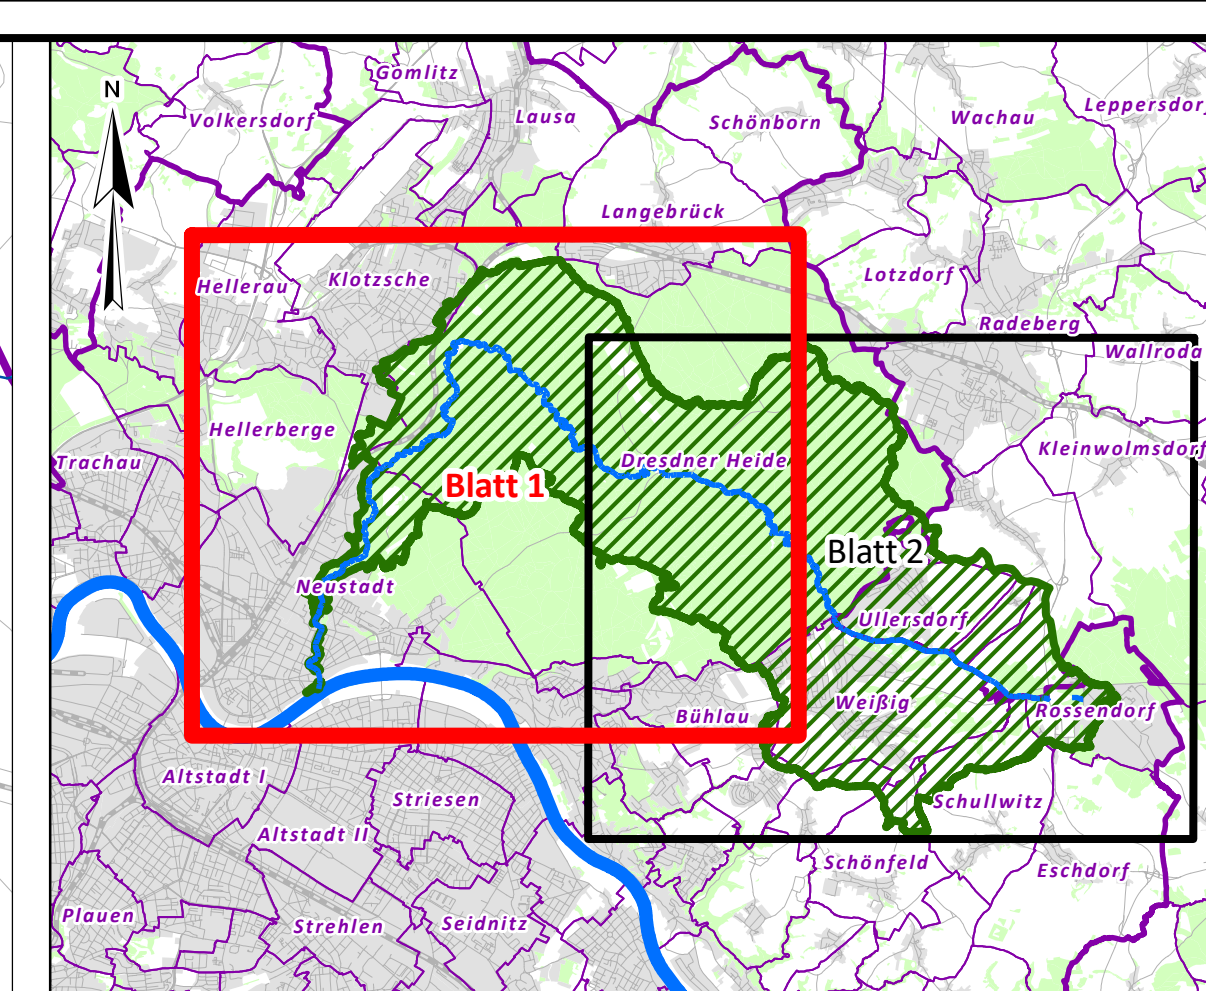 Gomlitz
N
Volkersdorf
Lausa
Schönborn
Wachau
Leppersdor
Langebrück
Hellerau
Klotzsche
Lotzdorf
Radeberg
Wallroda
Hellerberge
Trachau
Dresdner Heide
Kleinwolmsdorf
Blatt 1
Blatt 2
Neustadt
Ullersdorf
Weißig
Rossendorf
Bühlau
Altstadt I
Striesen
Schullwitz
Altstadt II
Schönfeld
Eschdorf
Plauen
Strehlen
Seidnitz